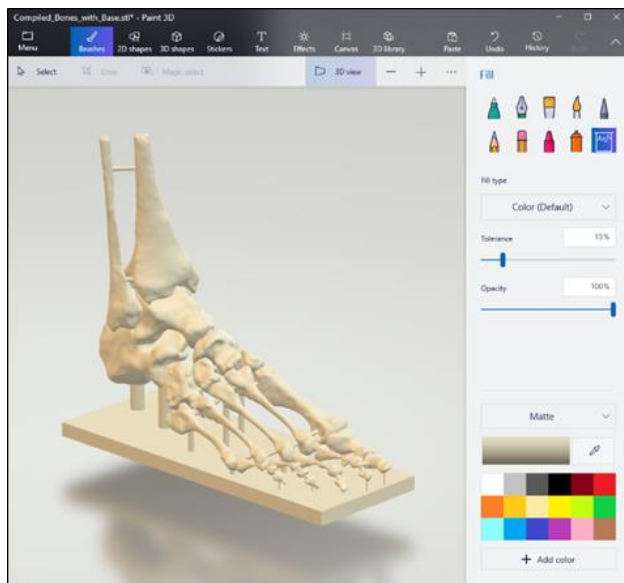 Compiled_Bones_with_Base.stl* - Paint 3D
Menu
Brushes
2D shapes
3D shapes
Stickers
Text
Effects
Canvas
3D library
Paste
Undo
History
Select
Crop
Magic select
3D view
Fill
Fill type
Color (Default)
Tolerance
15%
Opacity
100%
Matte
+ Add color